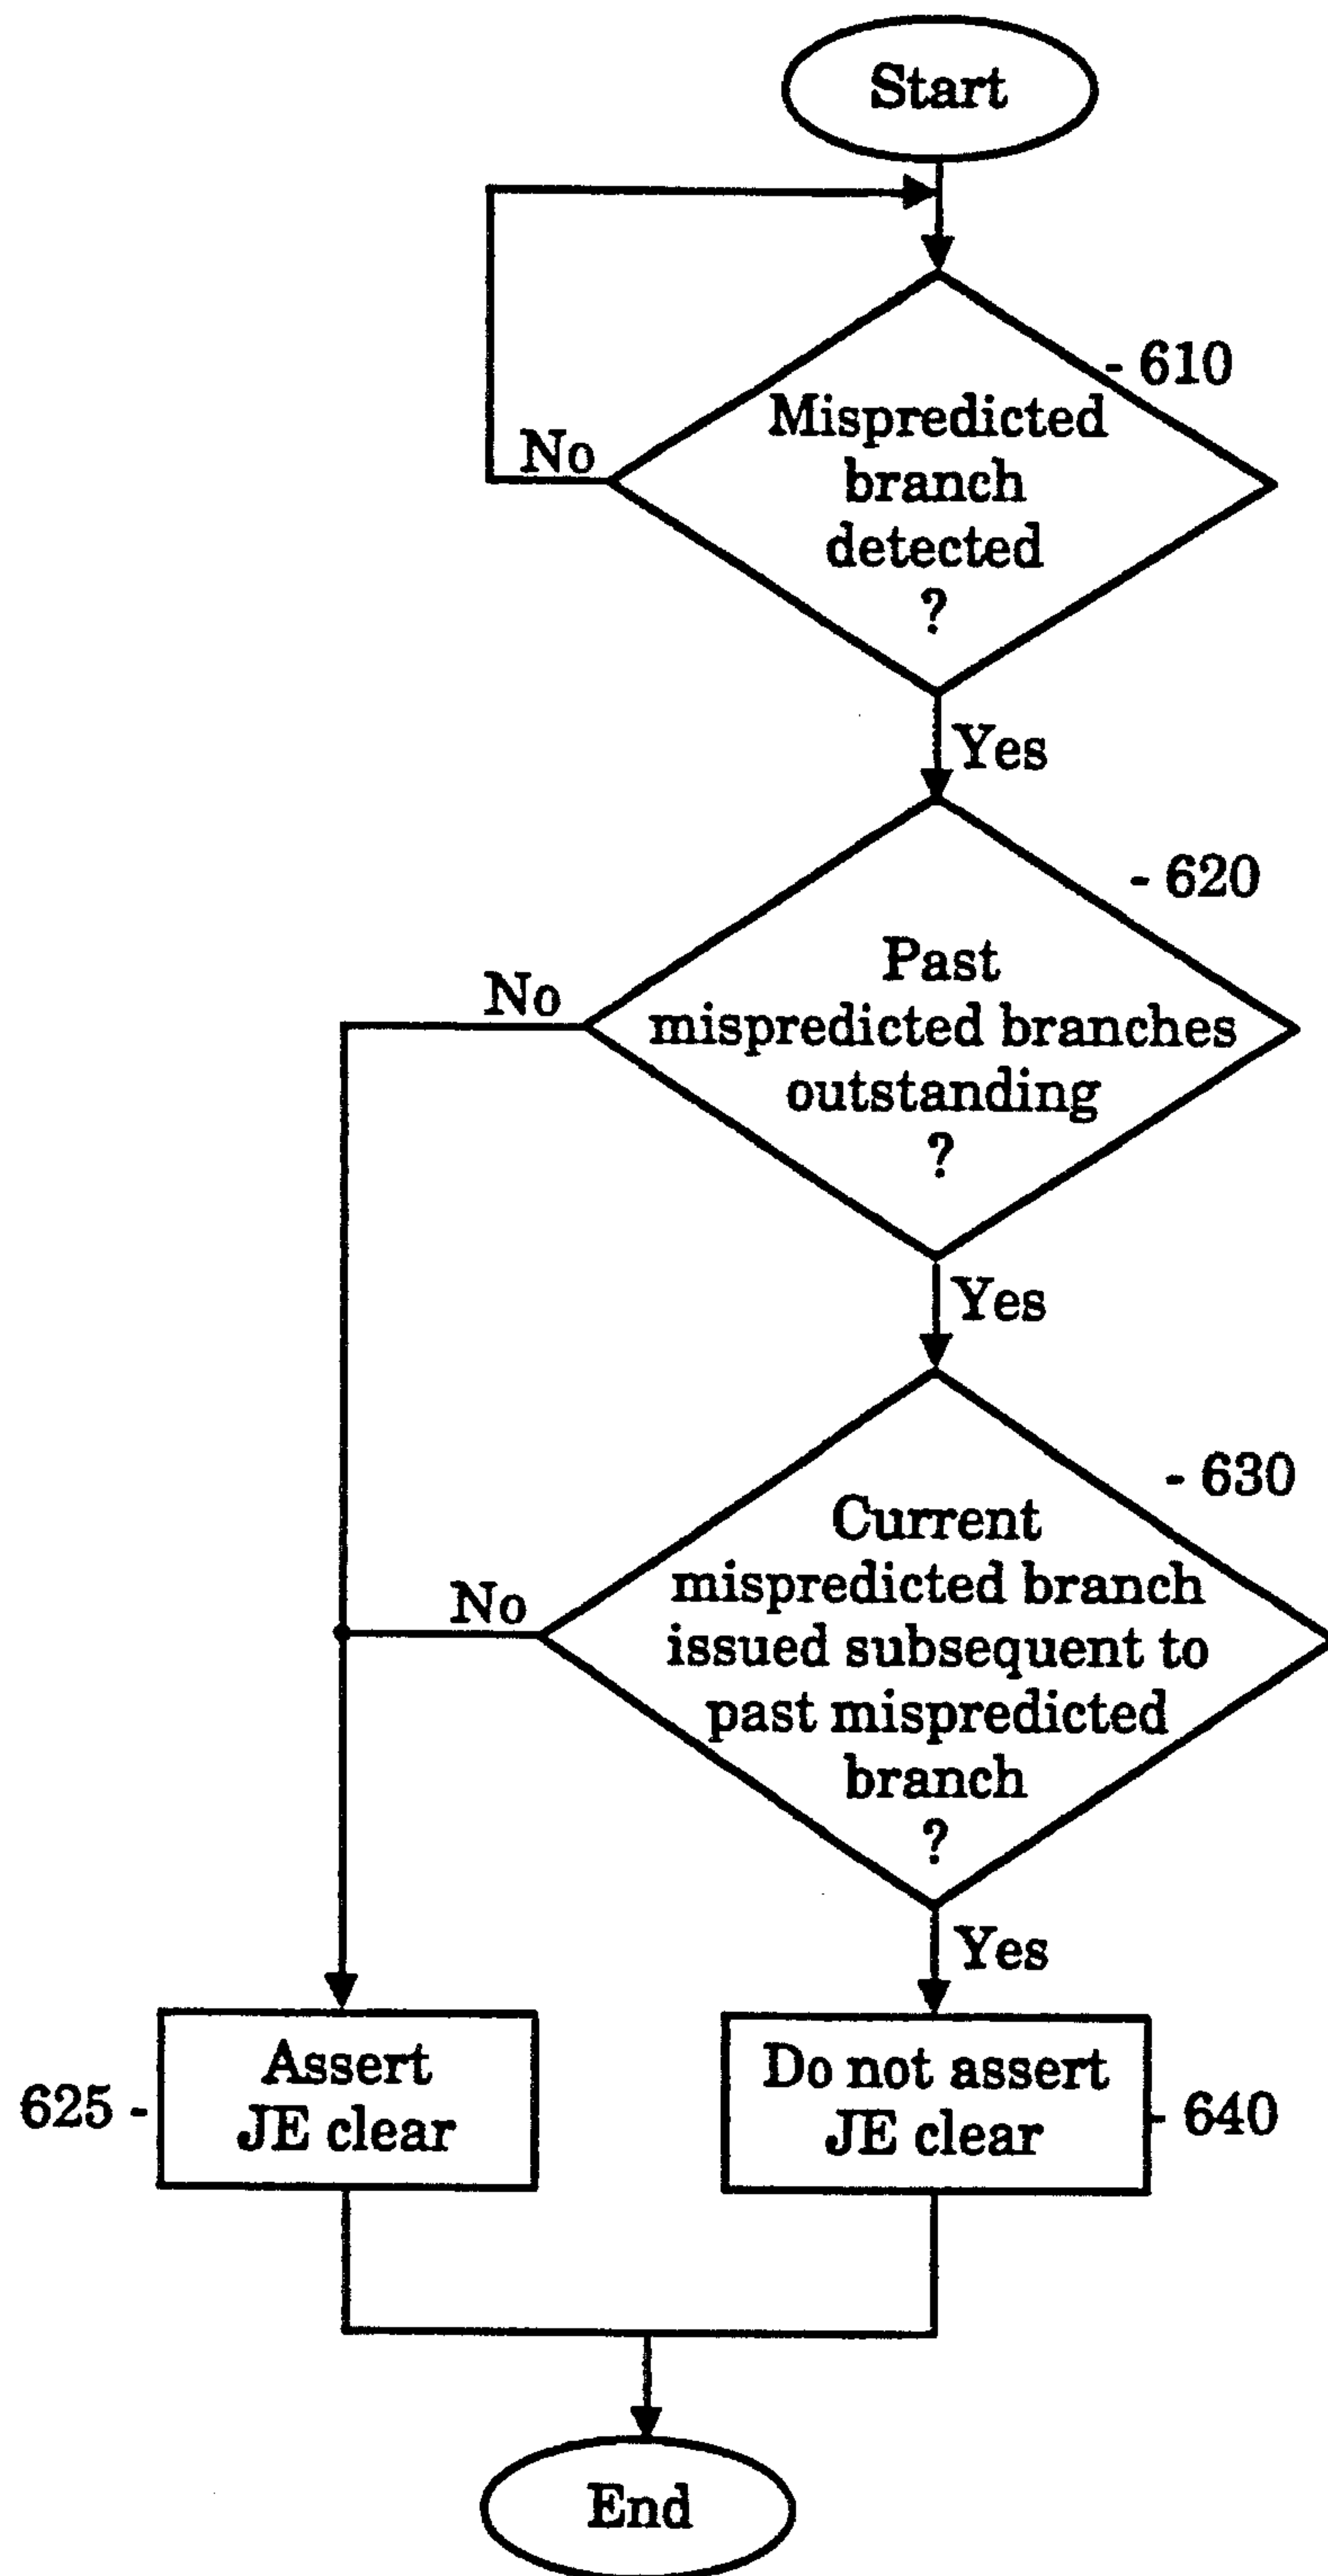 Start
- 610
Mispredicted
branch
detected
?
No
Yes
- 620
Past
mispredicted branches
outstanding
?
No
Yes
- 630
Current
mispredicted branch
issued subsequent to
past mispredicted
branch
?
No
Yes
625 -
Assert
JE clear
Do not assert
JE clear
- 640
End